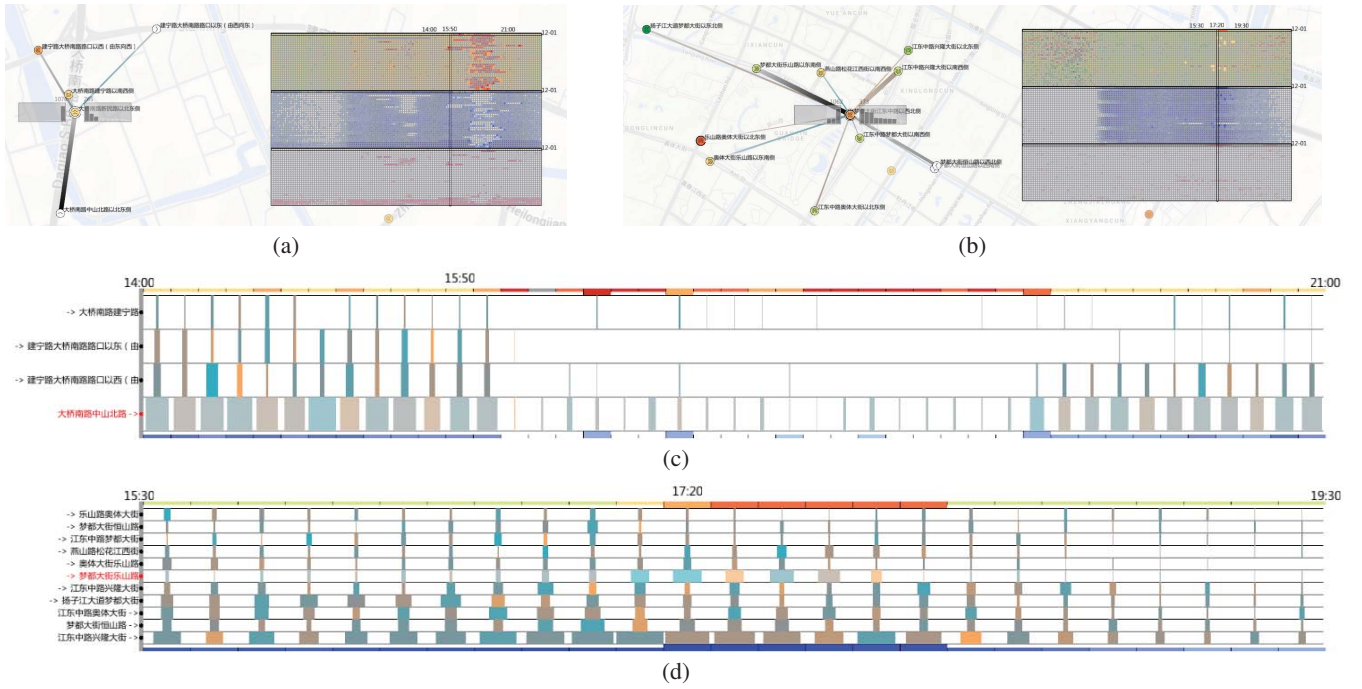 14:00 15:50 21:00
建宁路大桥南路路口以东（由西向东）
12-01
建宁路大桥南路路口以西（由东向西）
大桥南路建宁路以南西侧
12-01
12-01
大桥南路中山北路以北东侧
(a)
15:30 17:20 19:30
扬子江大道梦都大街以东北侧
12-01
YIXIANCUN
江东中路兴隆大街以北东侧
梦都大街乐山路以东南侧
燕山路松花江西街以南西侧
江东中路兴隆大街以南西侧
12-01
乐山路奥体大街以北东侧
江东中路梦都大街以南西侧
奥体大街乐山路以东南侧
12-01
江东中路奥体大街以北东侧
XIANGYANGCUN
(b)
14:00 15:50 21:00
-> 大桥南路建宁路
-> 建宁路大桥南路路口以东（由
-> 建宁路大桥南路路口以西（由
大桥南路中山北路 ->
(c)
15:30 17:20 19:30
-> 乐山路奥体大街
-> 梦都大街恒山路
-> 江东中路梦都大街
-> 燕山路松花江西街
-> 奥体大街乐山路
-> 梦都大街乐山路
-> 江东中路兴隆大街
-> 扬子江大道梦都大街
江东中路奥体大街 ->
梦都大街恒山路 ->
江东中路兴隆大街 ->
(d)